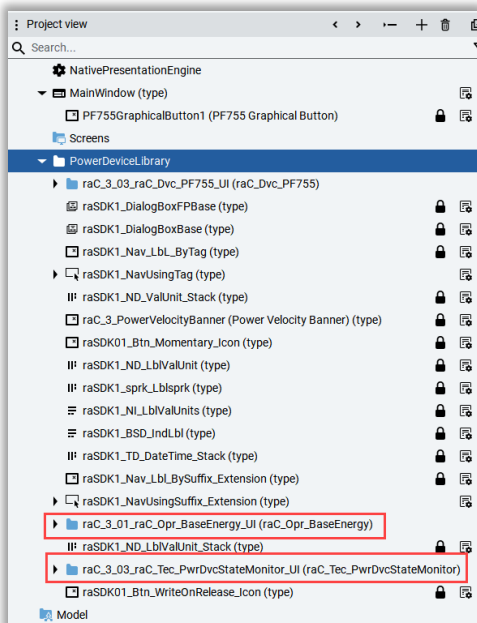 Project view
Search...
NativePresentationEngine
MainWindow (type)
PF755GraphicalButton1 (PF755 Graphical Button)
Screens
PowerDeviceLibrary
raC_3_03_raC_Dvc_PF755_UI (raC_Dvc_PF755)
raSDK1_DialogBoxFPBase (type)
raSDK1_DialogBoxBase (type)
raSDK1_Nav_LbL_ByTag (type)
raSDK1_NavUsingTag (type)
raSDK1_ND_ValUnit_Stack (type)
raC_3_PowerVelocityBanner (Power Velocity Banner) (type)
raSDK01_Btn_Momentary_Icon (type)
raSDK1_ND_LblValUnit (type)
raSDK1_sprk_Lblsprk (type)
raSDK1_NI_LblValUnits (type)
raSDK1_BSD_IndLbl (type)
raSDK1_TD_DateTime_Stack (type)
raSDK1_Nav_Lbl_BySuffix_Extension (type)
raSDK1_NavUsingSuffix_Extension (type)
raC_3_01_raC_Opr_BaseEnergy_UI (raC_Opr_BaseEnergy)
raSDK1_ND_LblValUnit_Stack (type)
raC_3_03_raC_Tec_PwrDvcStateMonitor_UI (raC_Tec_PwrDvcStateMonitor)
raSDK01_Btn_WriteOnRelease_Icon (type)
Model